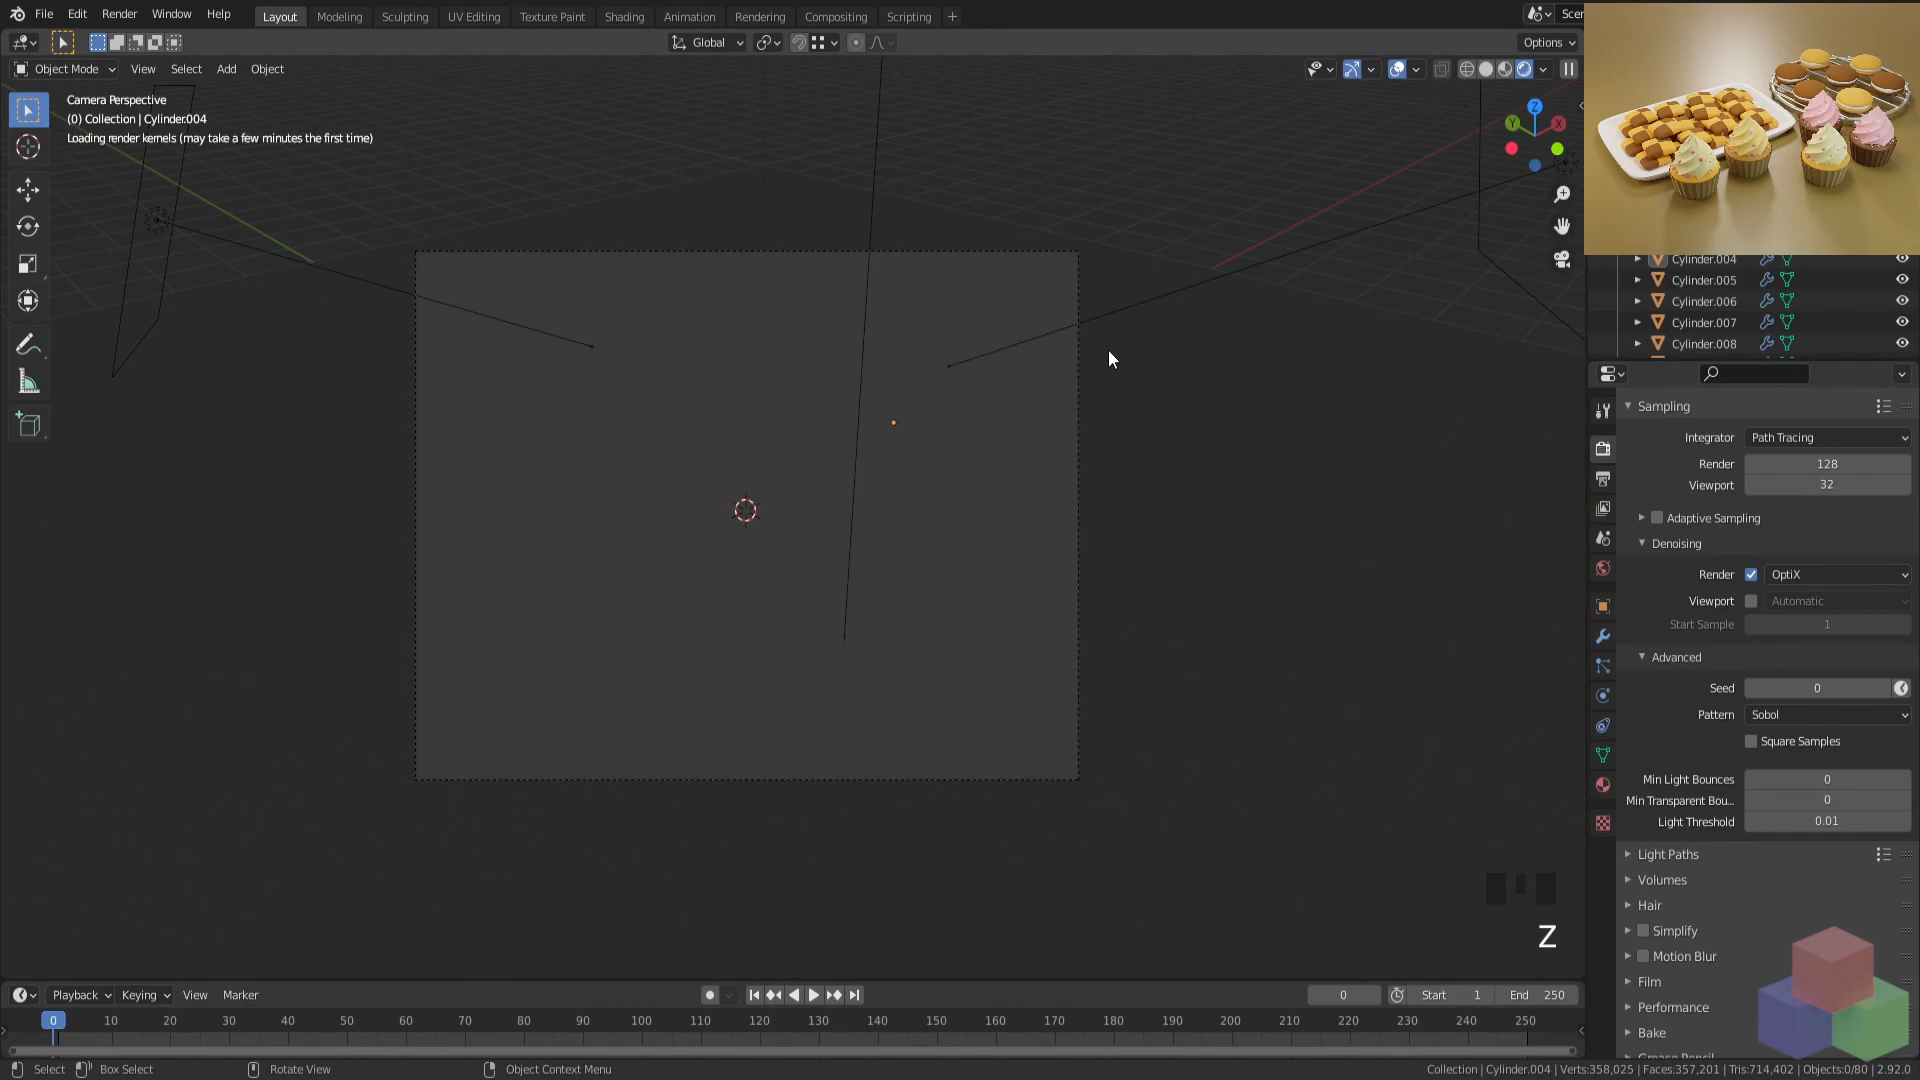 File Edit Render Window Help Layout Modeling Sculpting UV Editing Texture Paint Shading Animation Rendering Compositing Scripting + Scen
Global Options
Object Mode View Select Add Object
Camera Perspective
(0) Collection | Cylinder.004
Loading render kernels (may take a few minutes the first time)
Z
Y
X
Cylinder.004
Cylinder.005
Cylinder.006
Cylinder.007
Cylinder.008
Sampling
Integrator Path Tracing
Render 128
Viewport 32
Adaptive Sampling
Denoising
Render OptiX
Viewport Automatic
Start Sample 1
Advanced
Seed 0
Pattern Sobol
Square Samples
Min Light Bounces 0
Min Transparent Bou... 0
Light Threshold 0.01
Light Paths
Volumes
Hair
Simplify
Motion Blur
Film
Performance
Bake
Grease Pencil
Z
Playback Keying View Marker 0 Start 1 End 250
0 10 20 30 40 50 60 70 80 90 100 110 120 130 140 150 160 170 180 190 200 210 220 230 240 250
Select Box Select Rotate View Object Context Menu Collection | Cylinder.004 | Verts:358,025 | Faces:357,201 | Tris:714,402 | Objects:0/80 | 2.92.0